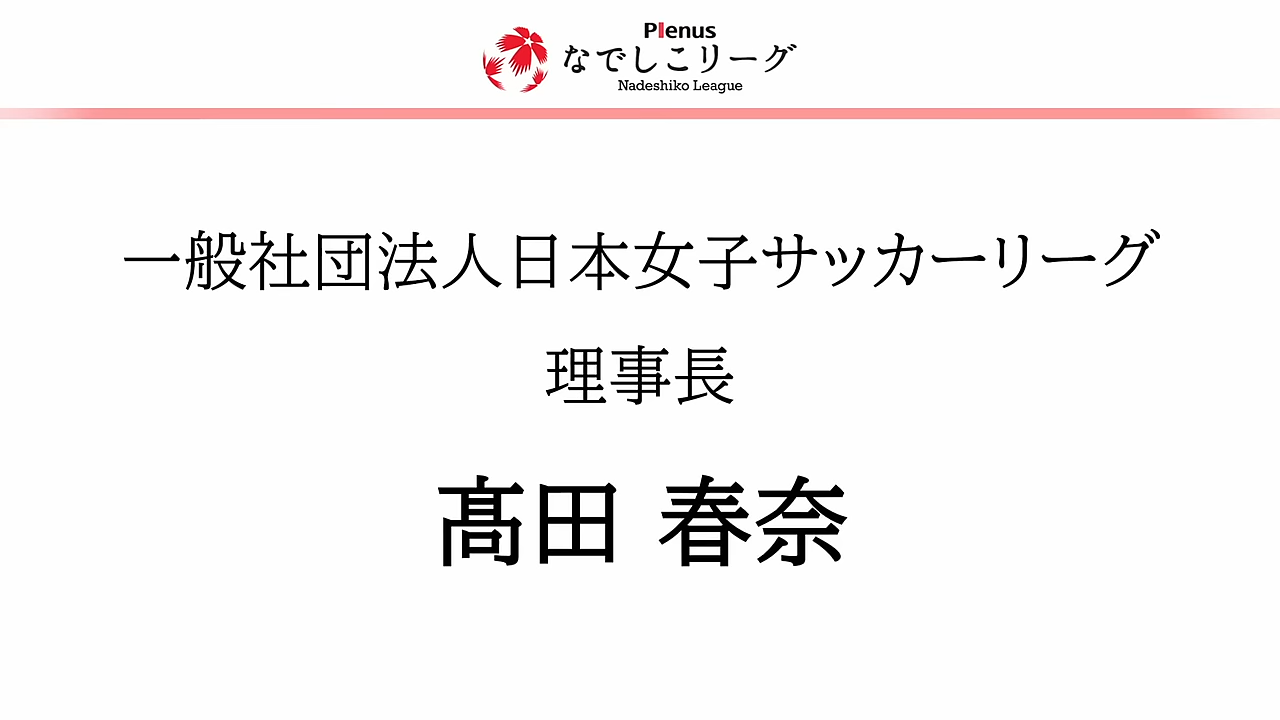 Plenus
なでしこリーグ
Nadeshiko League
一般社団法人日本女子サッカーリーグ
理事長
髙田 春奈